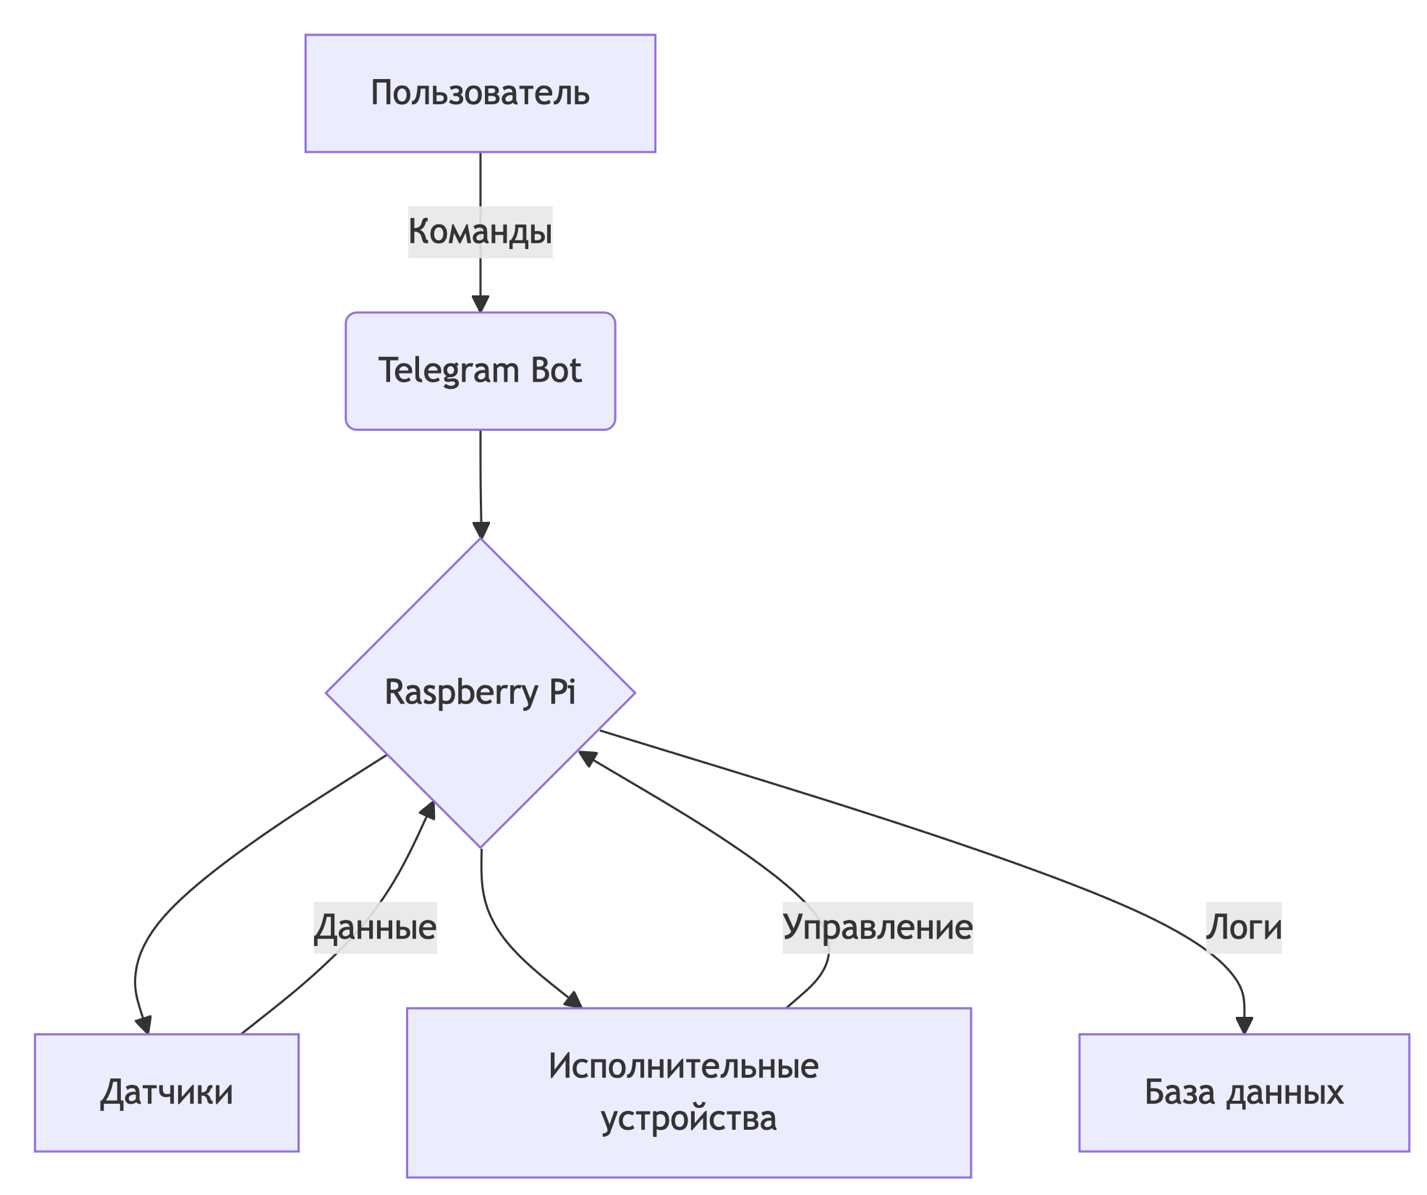 Пользователь
Команды
Telegram Bot
Raspberry Pi
Данные
Управление
Логи
Датчики
Исполнительные
устройства
База данных